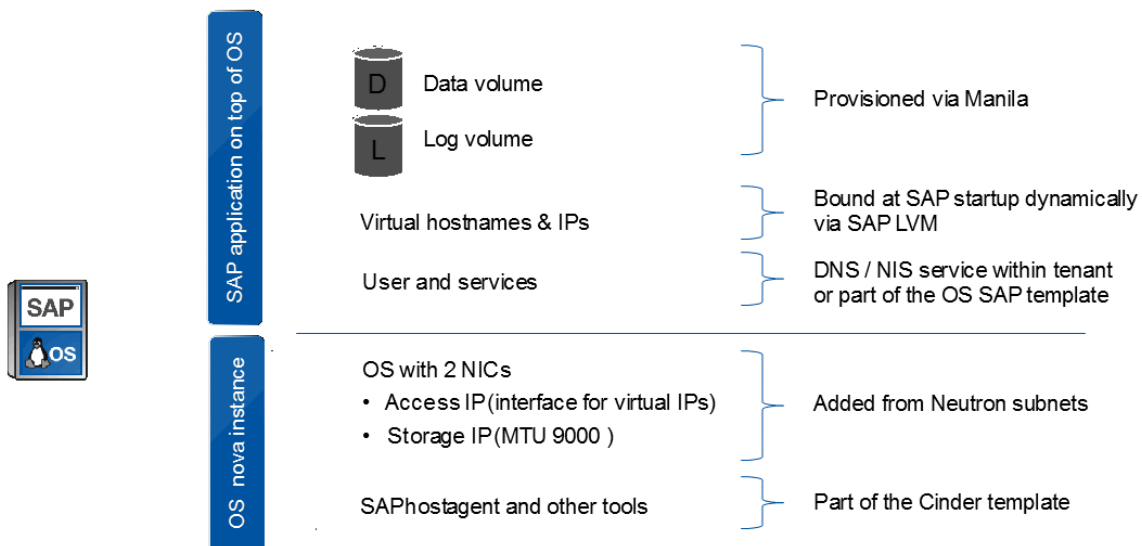 SAP application on top of OS
D
Data volume
L
Log volume
Provisioned via Manila
Virtual hostnames & IPs
Bound at SAP startup dynamically
via SAP LVM
User and services
DNS / NIS service within tenant
or part of the OS SAP template
SAP
OS
OS nova instance
OS with 2 NICs
• Access IP(interface for virtual IPs)
• Storage IP(MTU 9000 )
Added from Neutron subnets
SAPhostagent and other tools
Part of the Cinder template